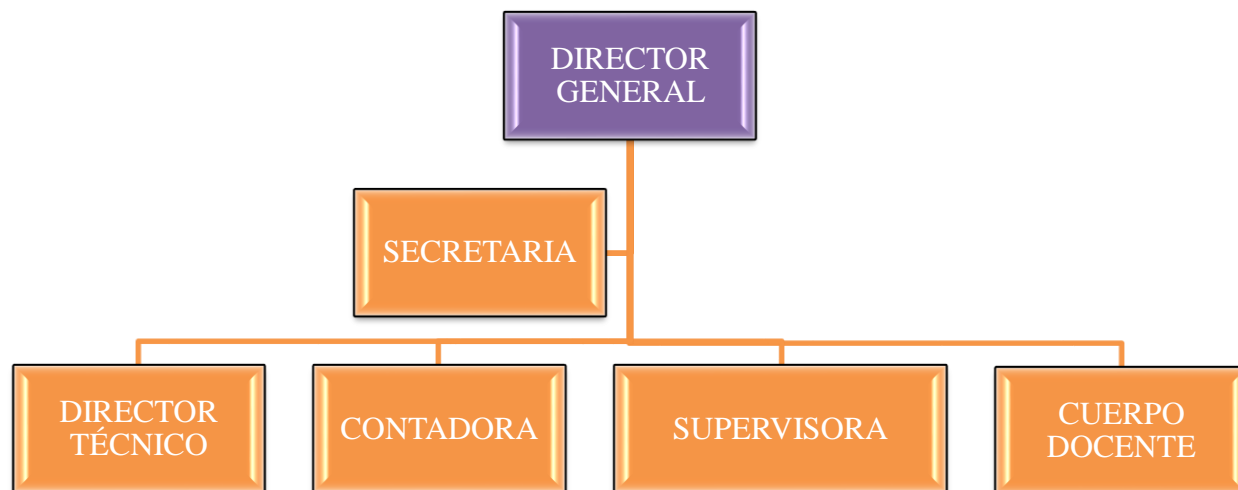 DIRECTOR
GENERAL
SECRETARIA
DIRECTOR
TÉCNICO
CONTADORA
SUPERVISORA
CUERPO
DOCENTE